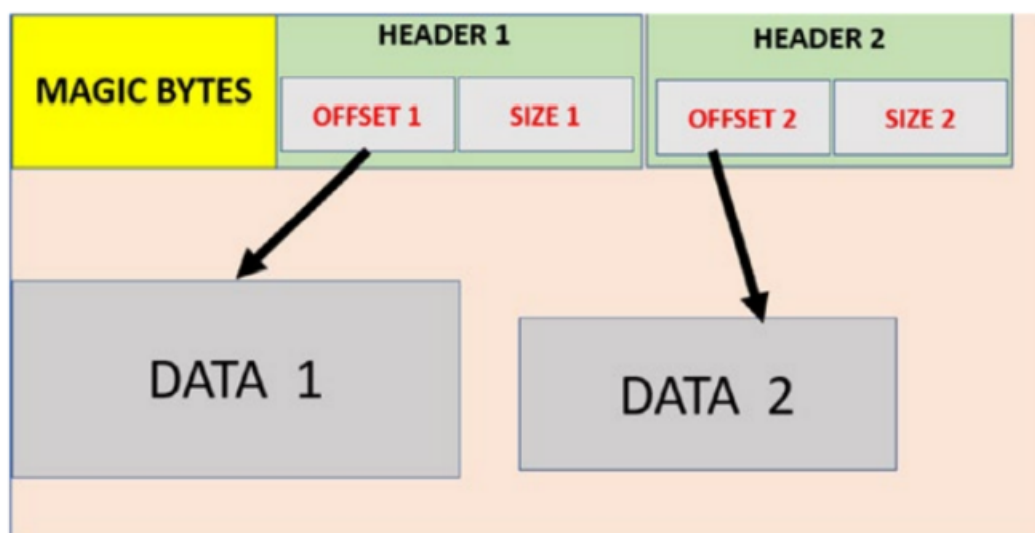 MAGIC BYTES
HEADER 1
OFFSET 1
SIZE 1
HEADER 2
OFFSET 2
SIZE 2
DATA 1
DATA 2